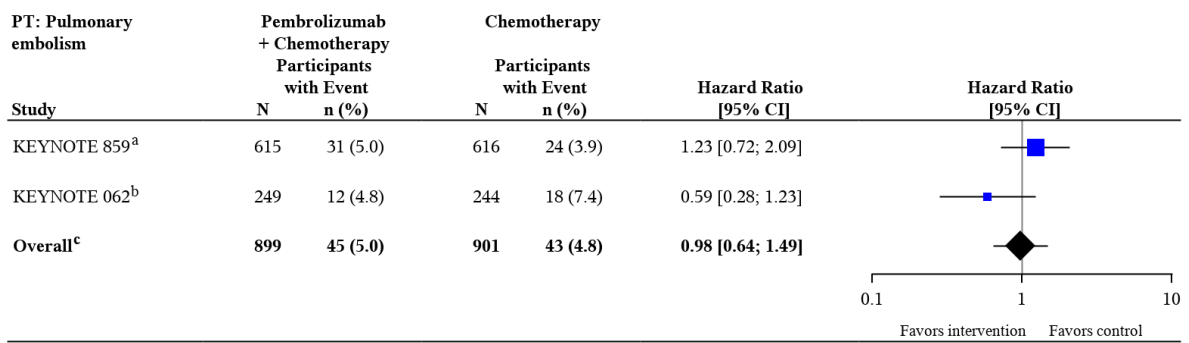 PT: Pulmonary Pembrolizumab Chemotherapy
embolism + Chemotherapy
Participants Participants
with Event with Event Hazard Ratio Hazard Ratio
Study N n (%) N n (%) [95% CI] [95% CI]
KEYNOTE 859a 615 31 (5.0) 616 24 (3.9) 1.23 [0.72; 2.09]
KEYNOTE 062b 249 12 (4.8) 244 18 (7.4) 0.59 [0.28; 1.23]
Overallc 899 45 (5.0) 901 43 (4.8) 0.98 [0.64; 1.49]
0.1 1 10
Favors intervention Favors control